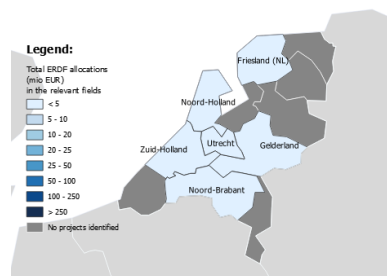 Legend:
Total ERDF allocations
(mio EUR)
in the relevant fields
< 5
5 - 10
10 - 20
20 - 25
25 - 50
50 - 100
100 - 250
> 250
No projects identified
Friesland (NL)
Noord-Holland
Utrecht
Zuid-Holland
Gelderland
Noord-Brabant